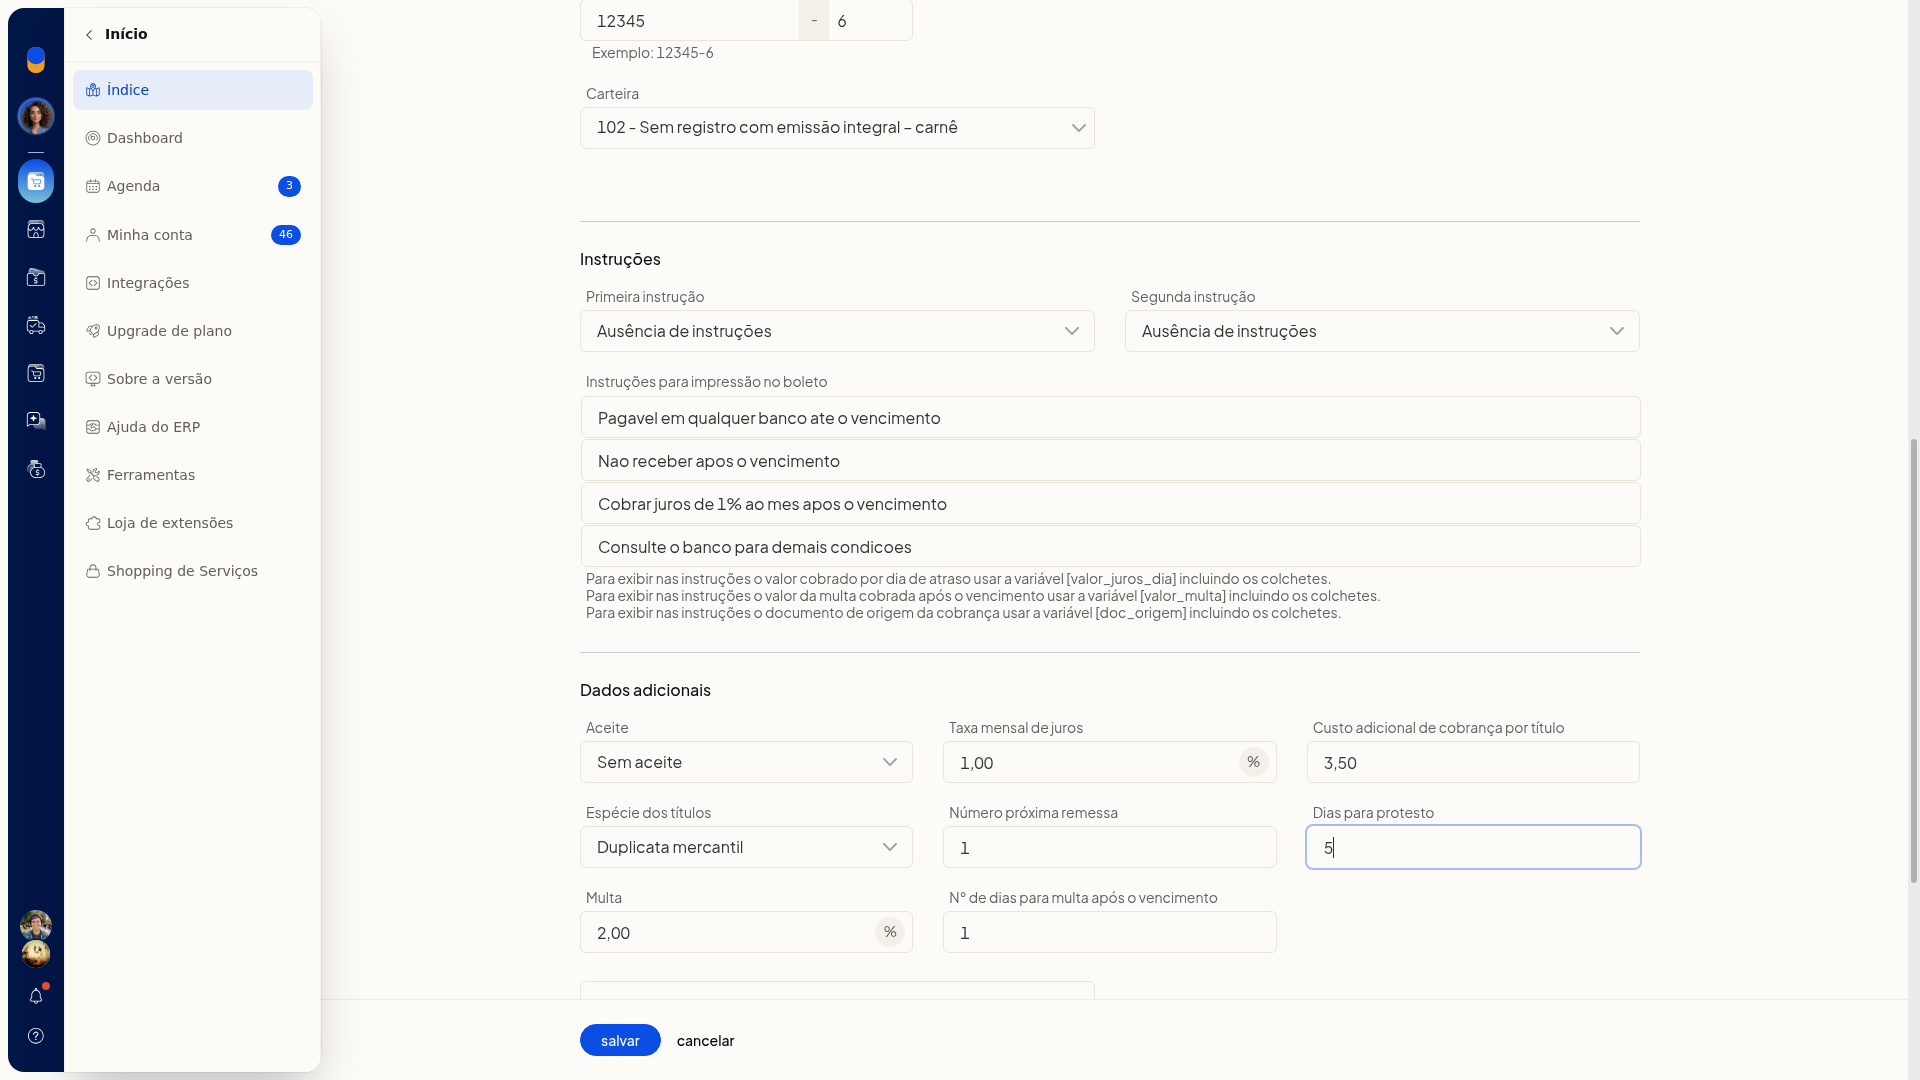 Início
Índice
Dashboard
Agenda
3
Minha conta
46
Integrações
Upgrade de plano
Sobre a versão
Ajuda do ERP
Ferramentas
Loja de extensões
Shopping de Serviços
12345
-
6
Exemplo: 12345-6
Carteira
102 - Sem registro com emissão integral – carnê
Instruções
Primeira instrução
Segunda instrução
Ausência de instruções
Ausência de instruções
Instruções para impressão no boleto
Pagavel em qualquer banco ate o vencimento
Nao receber apos o vencimento
Cobrar juros de 1% ao mes apos o vencimento
Consulte o banco para demais condicoes
Para exibir nas instruções o valor cobrado por dia de atraso usar a variável [valor_juros_dia] incluindo os colchetes.
Para exibir nas instruções o valor da multa cobrada após o vencimento usar a variável [valor_multa] incluindo os colchetes.
Para exibir nas instruções o documento de origem da cobrança usar a variável [doc_origem] incluindo os colchetes.
Dados adicionais
Aceite
Taxa mensal de juros
Custo adicional de cobrança por título
Sem aceite
1,00
%
3,50
Espécie dos títulos
Número próxima remessa
Dias para protesto
Duplicata mercantil
1
5
Multa
N° de dias para multa após o vencimento
2,00
%
1
salvar
cancelar